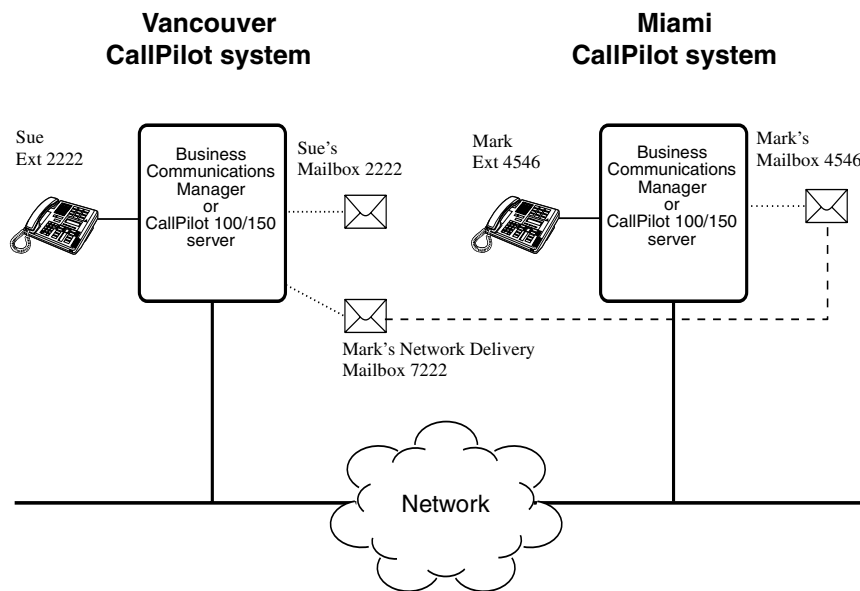 Vancouver
CallPilot system
Miami
CallPilot system
Sue
Ext 2222
Business
Communications
Manager
or
CallPilot 100/150
server
Sue's
Mailbox 2222
Mark
Ext 4546
Business
Communications
Manager
or
CallPilot 100/150
server
Mark's
Mailbox 4546
Mark's Network Delivery
Mailbox 7222
Network